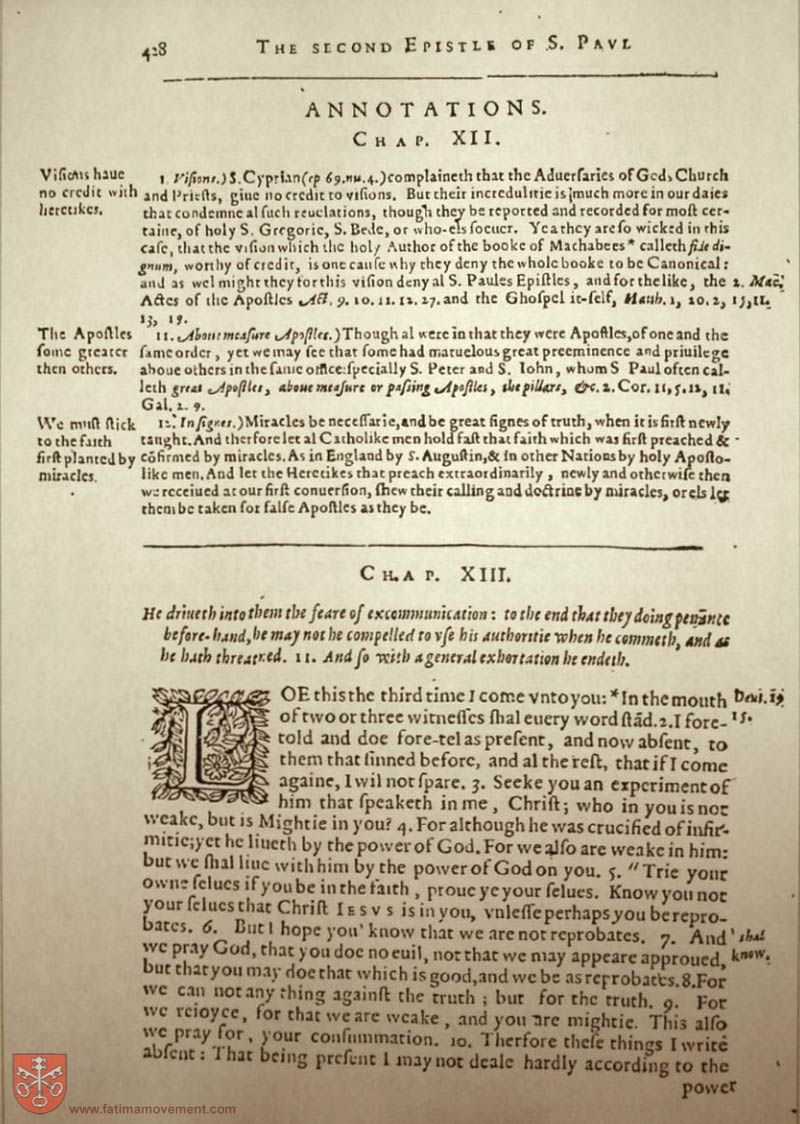 428 THE SECOND EPISTLE OF S. PAVL
ANNOTATIONS.
CHAP. XII.
Viſions haue
no credit with
heretikes.
1. Viſions.) S. Cyprian (ep 69. nu. 4.) complaineth that the Aduerſaries of Gods Church
and Prieſts, giue no credit to viſions. But their incredulitie is much more in our daies
that condemne al ſuch reuelations, though they be reported and recorded for moſt cer-
taine, of holy S. Gregorie, S. Bede, or who-els ſoeuer. Yea they are ſo wicked in this
caſe, that the viſion which the holy Author of the booke of Machabees * calleth fide di-
gnum, worthy of credit, is one cauſe why they deny the whole booke to be Canonical:
and as wel might they for this viſion deny al S. Paules Epiſtles, and for the like, the 2. Mac.
Actes of the Apoſtles Act. 9. 10. 11. 12. 27. and the Ghoſpel it-ſelf, Matth. 1, 20. 2, 13,
13, 19.
The Apoſtles
ſome greater
then others.
11. Aboue meaſure Apoſtles.) Though al were in that they were Apoſtles, of one and the
ſame order, yet we may ſee that ſome had maruelous great preeminence and priuilege
aboue others in the ſame office: ſpecially S. Peter and S. Iohn, whom S Paul often cal-
leth great Apoſtles, aboue meaſure or paſſing Apoſtles, the pillars, &c. 2. Cor. 11, 5. 12, 11.
Gal. 2. 9.
We muſt ſtick
to the faith
firſt planted by
miracles.
12. In ſignes.) Miracles be neceſſarie, and be great ſignes of truth, when it is firſt newly
taught. And therfore let al Catholike men hold faſt that faith which was firſt preached &
cõfirmed by miracles. As in England by S. Auguſtin, & in other Nations by holy Apoſto-
like men. And let the Heretikes that preach extraordinarily, newly and otherwiſe then
we receiued at our firſt conuerſion, ſhew their calling and doctrine by miracles, or els let
them be taken for falſe Apoſtles as they be.
CHAP. XIII.
He driueth into them the feare of excommunication: to the end that they doing penãnce
before-hand, he may not be compelled to vſe his authoritie when he commeth, and as
he hath threatned. 11. And ſo with a general exhortation he endeth.
LOE this the third time I come vnto you: * In the mouth Deut. 19
of two or three witneſſes ſhal euery word ſtãd. 2. I fore- 15.
told and doe fore-tel as preſent, and now abſent, to
them that ſinned before, and al the reſt, that if I come
againe, I wil not ſpare. 3. Seeke you an experiment of
him that ſpeaketh in me, Chriſt; who in you is not
weake, but is Mightie in you? 4. For although he was crucified of infir-
mitie; yet he liueth by the power of God. For we alſo are weake in him:
but we ſhal liue with him by the power of God on you. 5. " Trie your
owne ſelues if you be in the faith, proue ye your ſelues. Know you not
your ſelues that Chriſt IESVS is in you, vnleſſe perhaps you be repro-
bates. 6. But I hope you' know that we are not reprobates. 7. And ' shal
we pray God, that you doe no euil, not that we may appeare approued, know.
but that you may doe that which is good, and we be as reprobates. 8. For
we can not any thing againſt the truth; but for the truth. 9. For
we reioyce, for that we are weake, and you are mightie. This alſo
we pray for, your conſummation. 10. Therfore theſe things I write
abſent: That being preſent I may not deale hardly according to the
power
www.fatimamovement.com